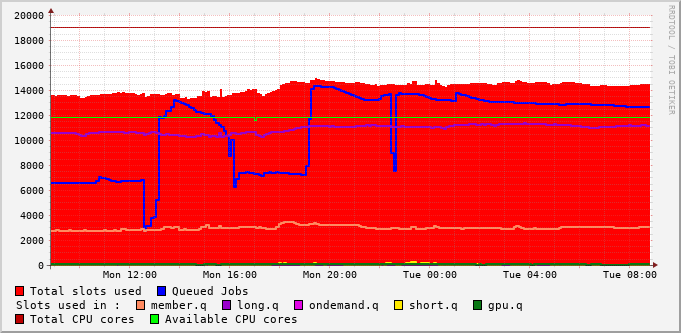 20000
18000
16000
14000
12000
10000
8000
6000
4000
2000
0
Mon 12:00 Mon 16:00 Mon 20:00 Tue 00:00 Tue 04:00 Tue 08:00
RRDTOOL / TOBI OETIKER
Total slots used Queued Jobs
Slots used in : member.q long.q ondemand.q short.q gpu.q
Total CPU cores Available CPU cores